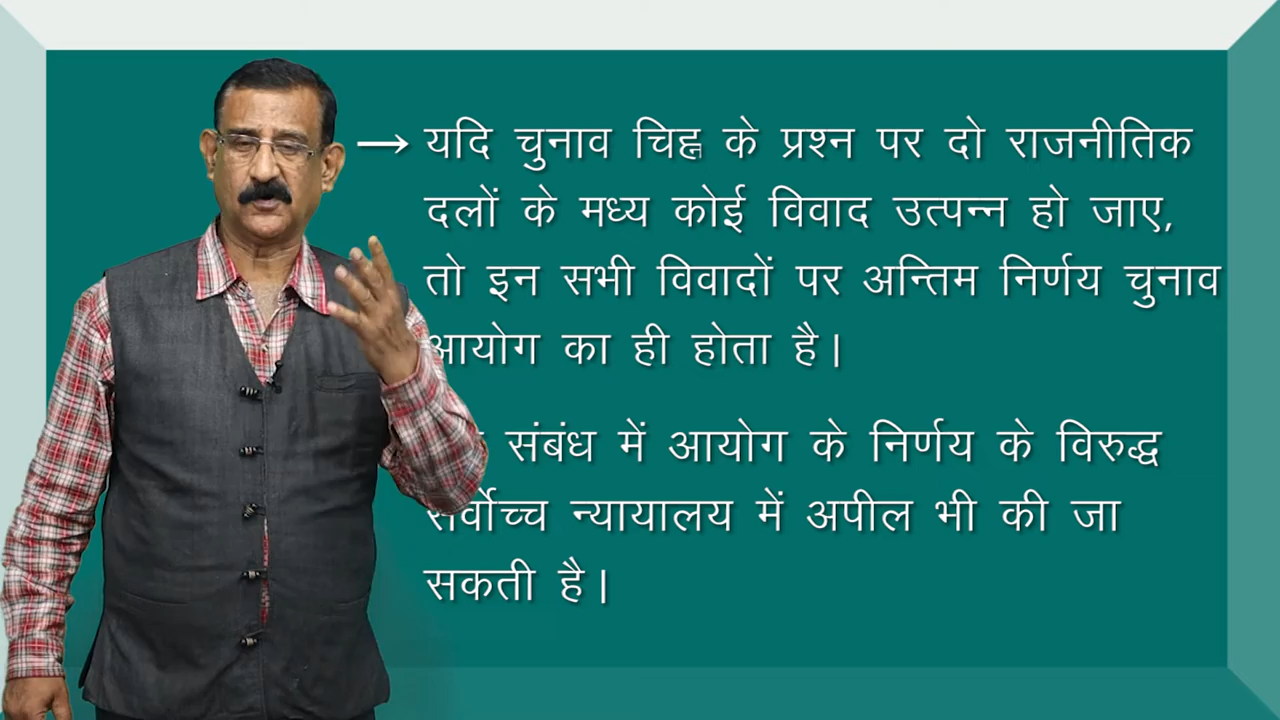 → यदि चुनाव चिह्न के प्रश्न पर दो राजनीतिक
दलों के मध्य कोई विवाद उत्पन्न हो जाए,
तो इन सभी विवादों पर अन्तिम निर्णय चुनाव
आयोग का ही होता है।
संबंध में आयोग के निर्णय के विरुद्ध
सर्वोच्च न्यायालय में अपील भी की जा
सकती है।